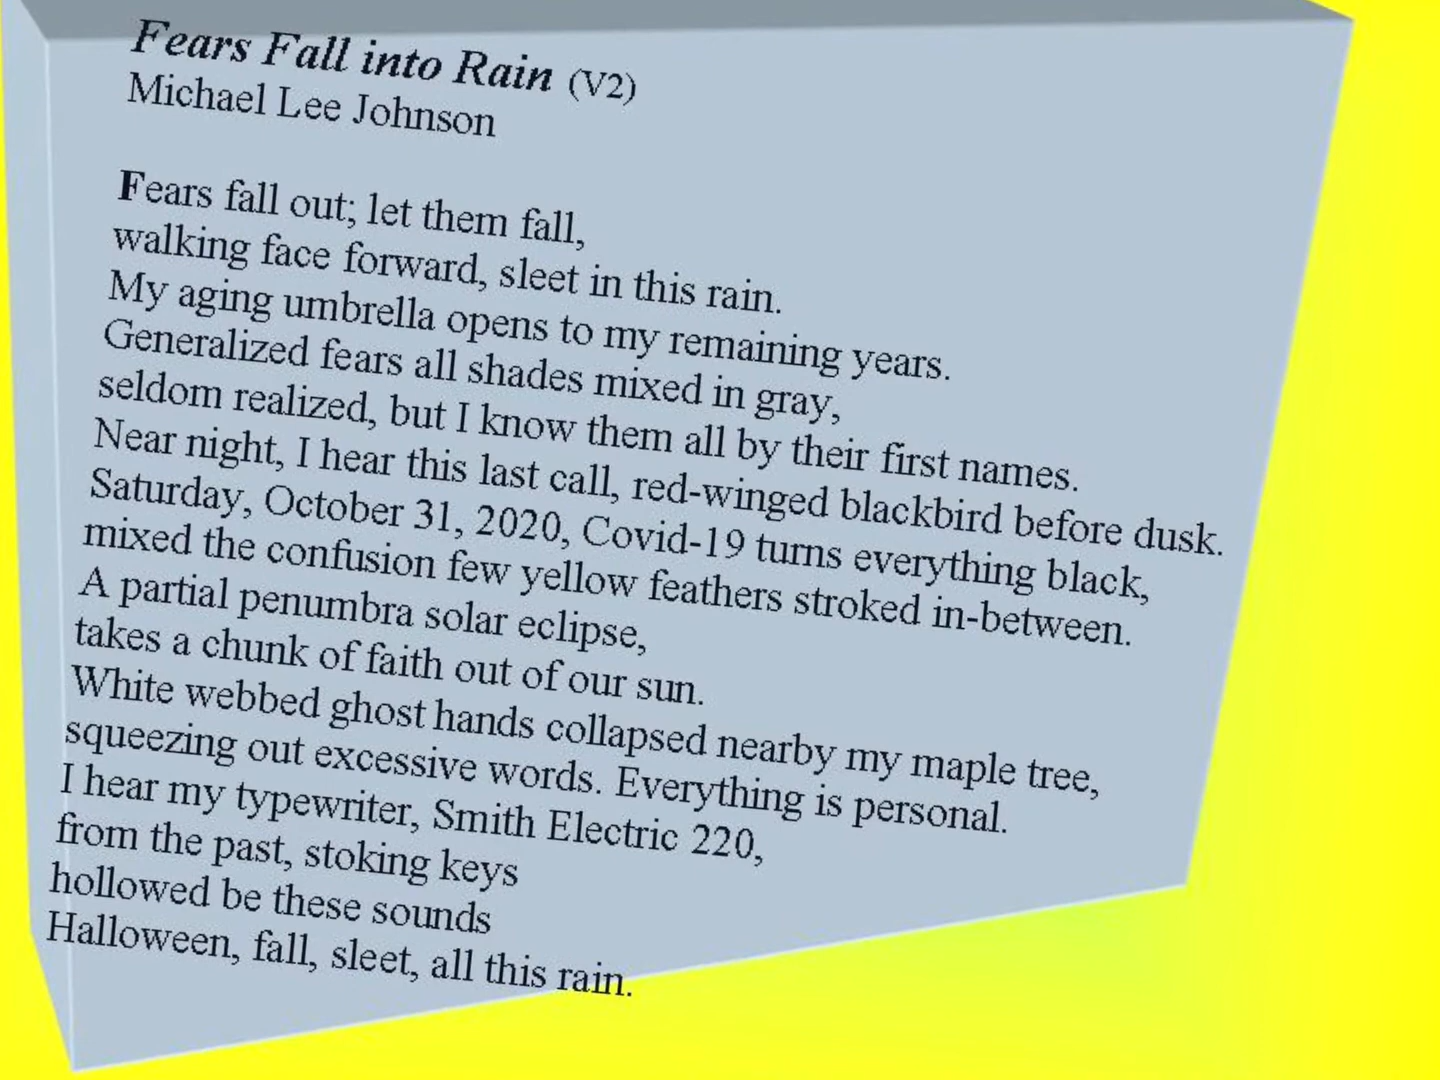 Fears Fall into Rain (V2)
Michael Lee Johnson
Fears fall out; let them fall,
walking face forward, sleet in this rain.
My aging umbrella opens to my remaining years.
Generalized fears all shades mixed in gray,
seldom realized, but I know them all by their first names.
Near night, I hear this last call, red-winged blackbird before dusk.
Saturday, October 31, 2020, Covid-19 turns everything black,
mixed the confusion few yellow feathers stroked in-between.
A partial penumbra solar eclipse,
takes a chunk of faith out of our sun.
White webbed ghost hands collapsed nearby my maple tree,
squeezing out excessive words. Everything is personal.
I hear my typewriter, Smith Electric 220,
from the past, stoking keys
hollowed be these sounds
Halloween, fall, sleet, all this rain.